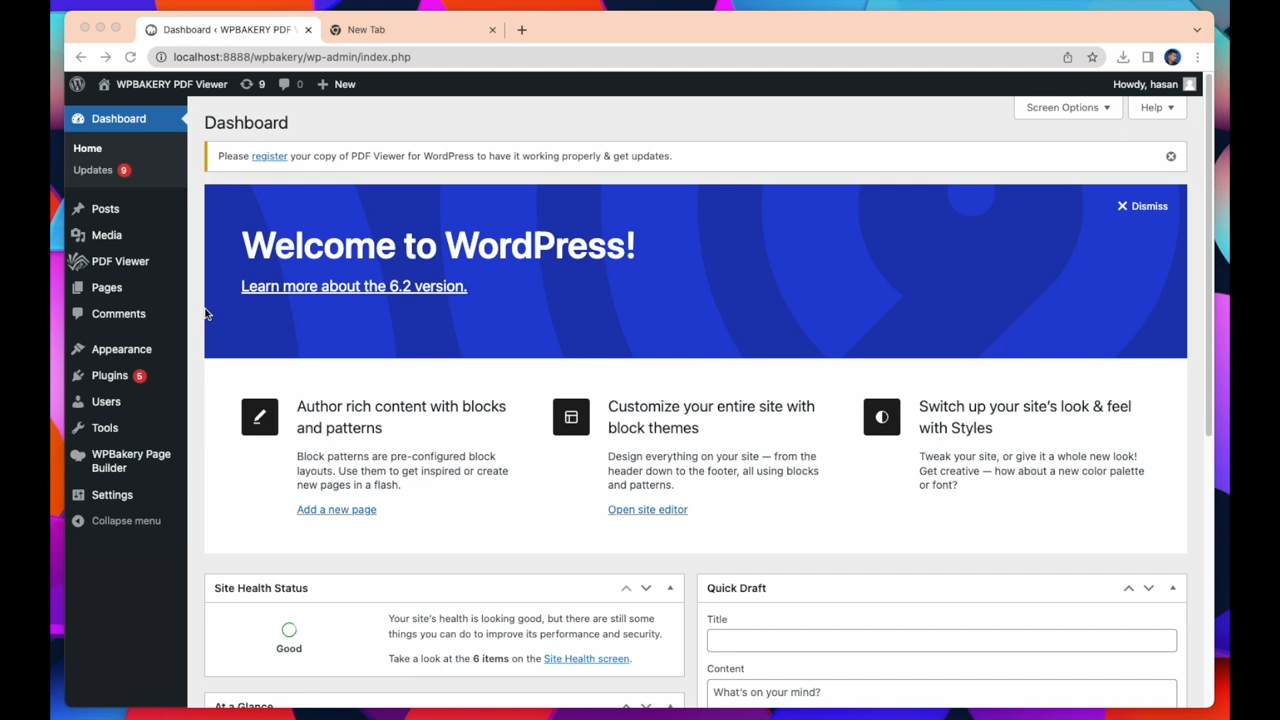 Dashboard ‹ WPBAKERY PDF V
New Tab
localhost:8888/wpbakery/wp-admin/index.php
WPBAKERY PDF Viewer
9
0
New
Howdy, hasan
Dashboard
Home
Updates 9
Posts
Media
PDF Viewer
Pages
Comments
Appearance
Plugins 5
Users
Tools
WPBakery Page
Builder
Settings
Collapse menu
Screen Options
Help
Dashboard
Please register your copy of PDF Viewer for WordPress to have it working properly & get updates.
Dismiss
Welcome to WordPress!
Learn more about the 6.2 version.
Author rich content with blocks
and patterns
Block patterns are pre-configured block
layouts. Use them to get inspired or create
new pages in a flash.
Add a new page
Customize your entire site with
block themes
Design everything on your site — from the
header down to the footer, all using blocks
and patterns.
Open site editor
Switch up your site's look & feel
with Styles
Tweak your site, or give it a whole new look!
Get creative — how about a new color palette
or font?
Site Health Status
Good
Your site's health is looking good, but there are still some
things you can do to improve its performance and security.
Take a look at the 6 items on the Site Health screen.
At a Glance
Quick Draft
Title
Content
What's on your mind?